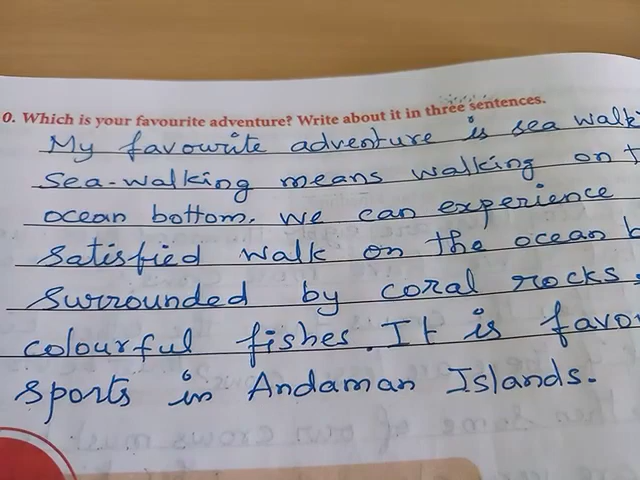 0. Which is your favourite adventure? Write about it in three sentences.
My favourite adventure is sea walk
Sea-walking means walking on t
ocean bottom. We can experience
satisfied walk on the ocean b
surrounded by coral rocks
colourful fishes. It is favo
sports in Andaman Islands.